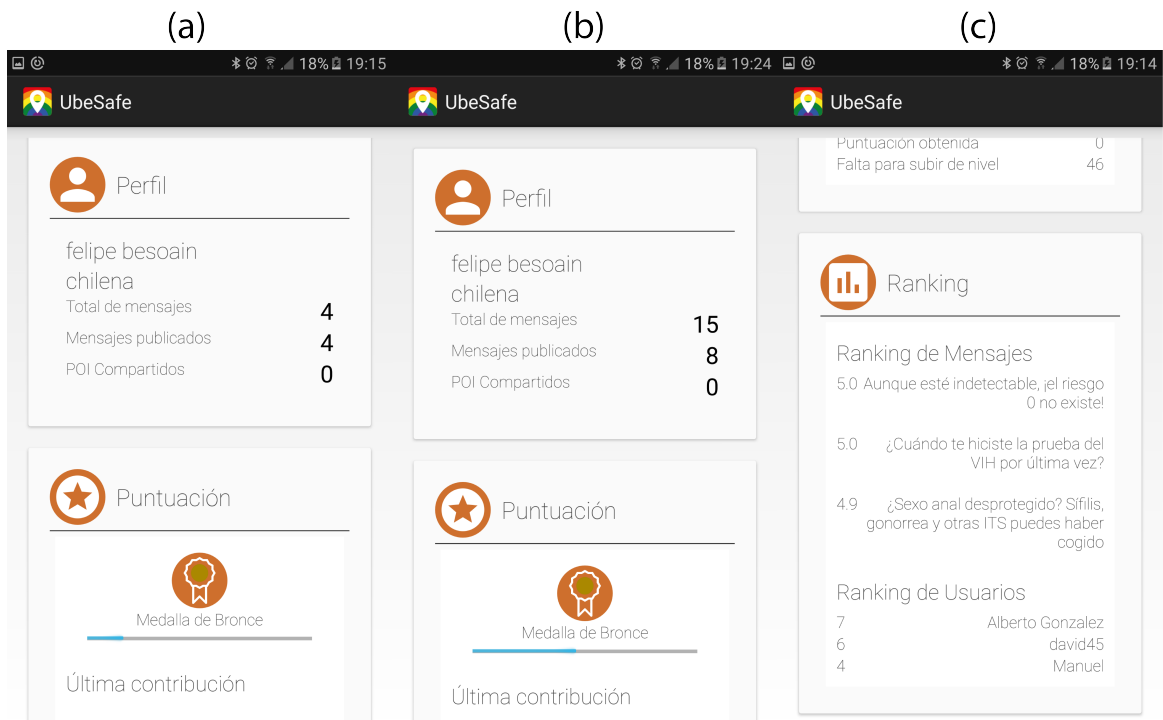 (a)
18% 19:15
UbeSafe
Perfil
felipe besoain
chilena
Total de mensajes 4
Mensajes publicados 4
POI Compartidos 0
Puntuación
Medalla de Bronce
Última contribución
(b)
18% 19:24
UbeSafe
Perfil
felipe besoain
chilena
Total de mensajes 15
Mensajes publicados 8
POI Compartidos 0
Puntuación
Medalla de Bronce
Última contribución
(c)
18% 19:14
UbeSafe
Puntuación obtenida 0
Falta para subir de nivel 46
Ranking
Ranking de Mensajes
5.0 Aunque esté indetectable, ¡el riesgo
0 no existe!
5.0 ¿Cuándo te hiciste la prueba del
VIH por última vez?
4.9 ¿Sexo anal desprotegido? Sífilis,
gonorrea y otras ITS puedes haber
cogido
Ranking de Usuarios
7 Alberto Gonzalez
6 david45
4 Manuel